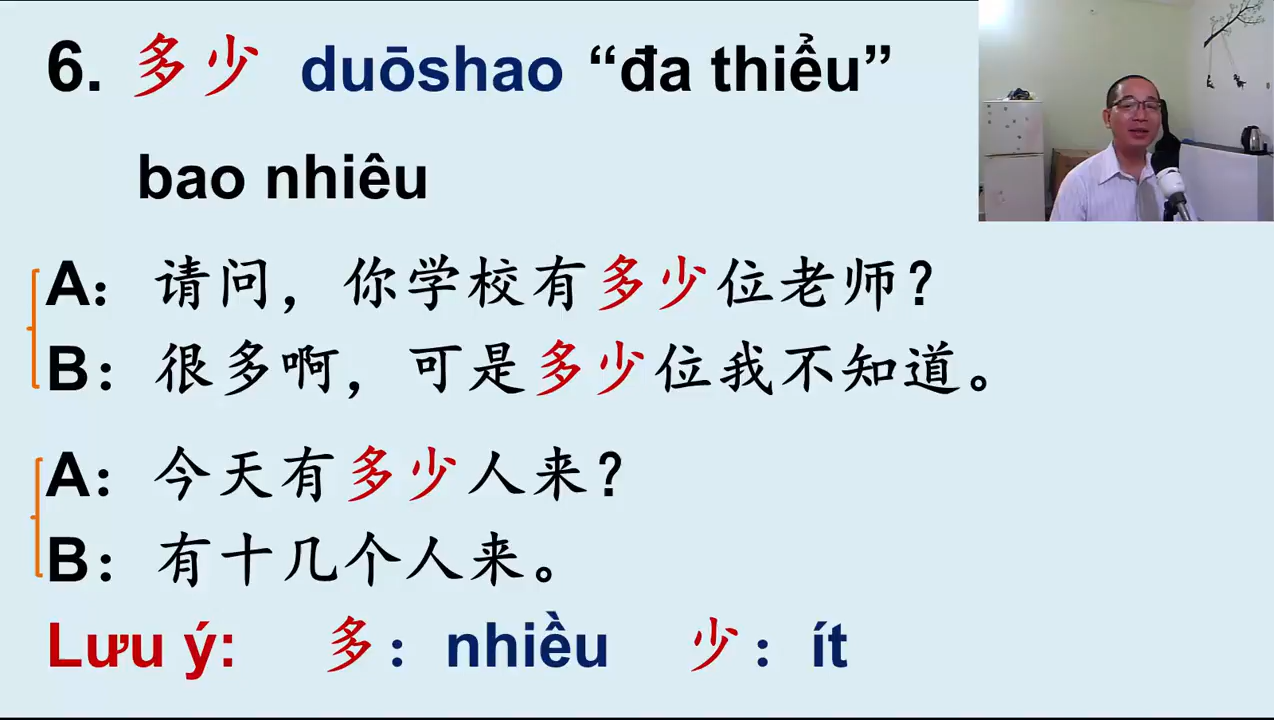 6. 多少 duōshao “đa thiểu”
bao nhiêu
A：请问，你学校有多少位老师？
B：很多啊，可是多少位我不知道。
A：今天有多少人来？
B：有十几个人来。
Lưu ý: 多：nhiều 少：ít